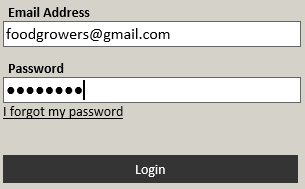 Email Address
foodgrowers@gmail.com
Password
●●●●●●●●
I forgot my password
Login